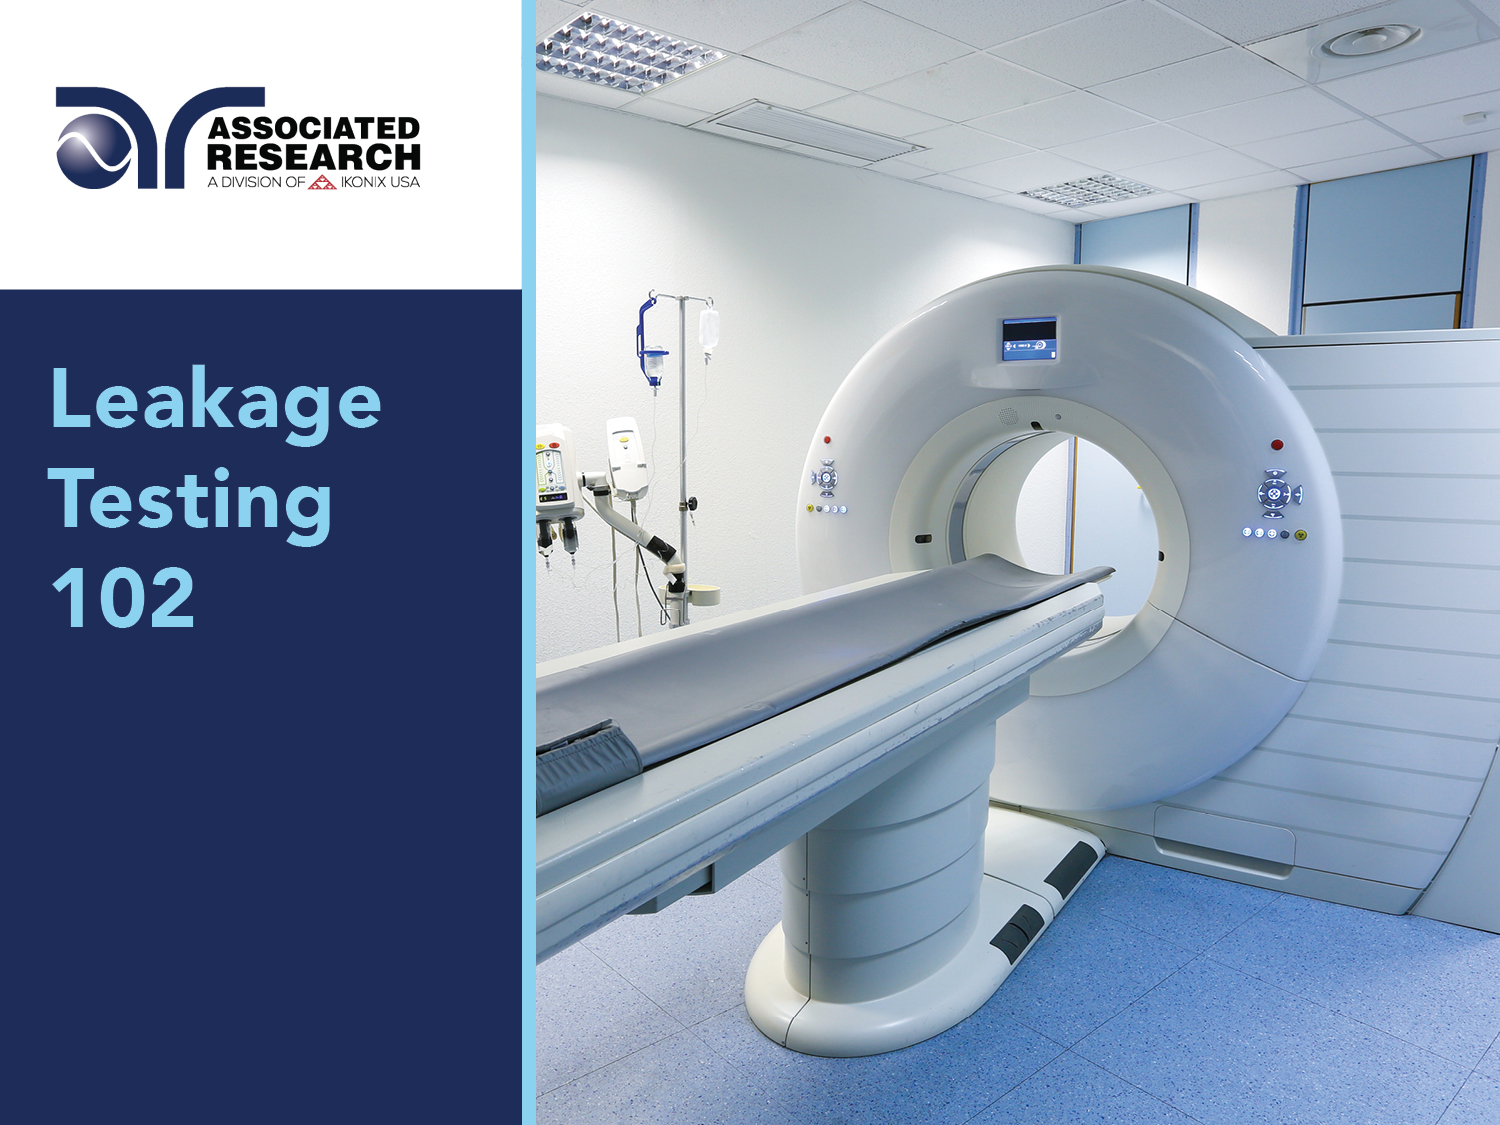 ASSOCIATED
RESEARCH
A DIVISION OF IKONIX USA
Leakage
Testing
102